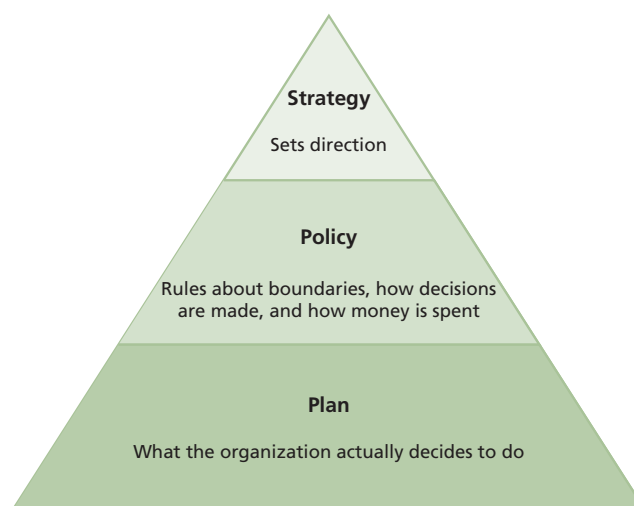 Strategy
Sets direction
Policy
Rules about boundaries, how decisions
are made, and how money is spent
Plan
What the organization actually decides to do